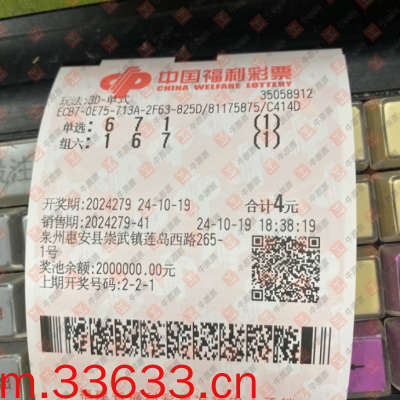 中国福利彩票
CHINA WELFARE LOTTERY
玩法:3D-单式 35058912
ECB7-0E75-713A-2F63-825D/81175875/C414D
单选: 6 7 1 (1)
组六: 1 6 7 (1)
开奖期:2024279 24-10-19 合计4元
销售期:2024279-41 24-10-19 18:38:19
泉州惠安县崇武镇莲岛西路265-
1号
奖池余额:2000000.00元
上期开奖号码:2-2-1
m.33633.cn